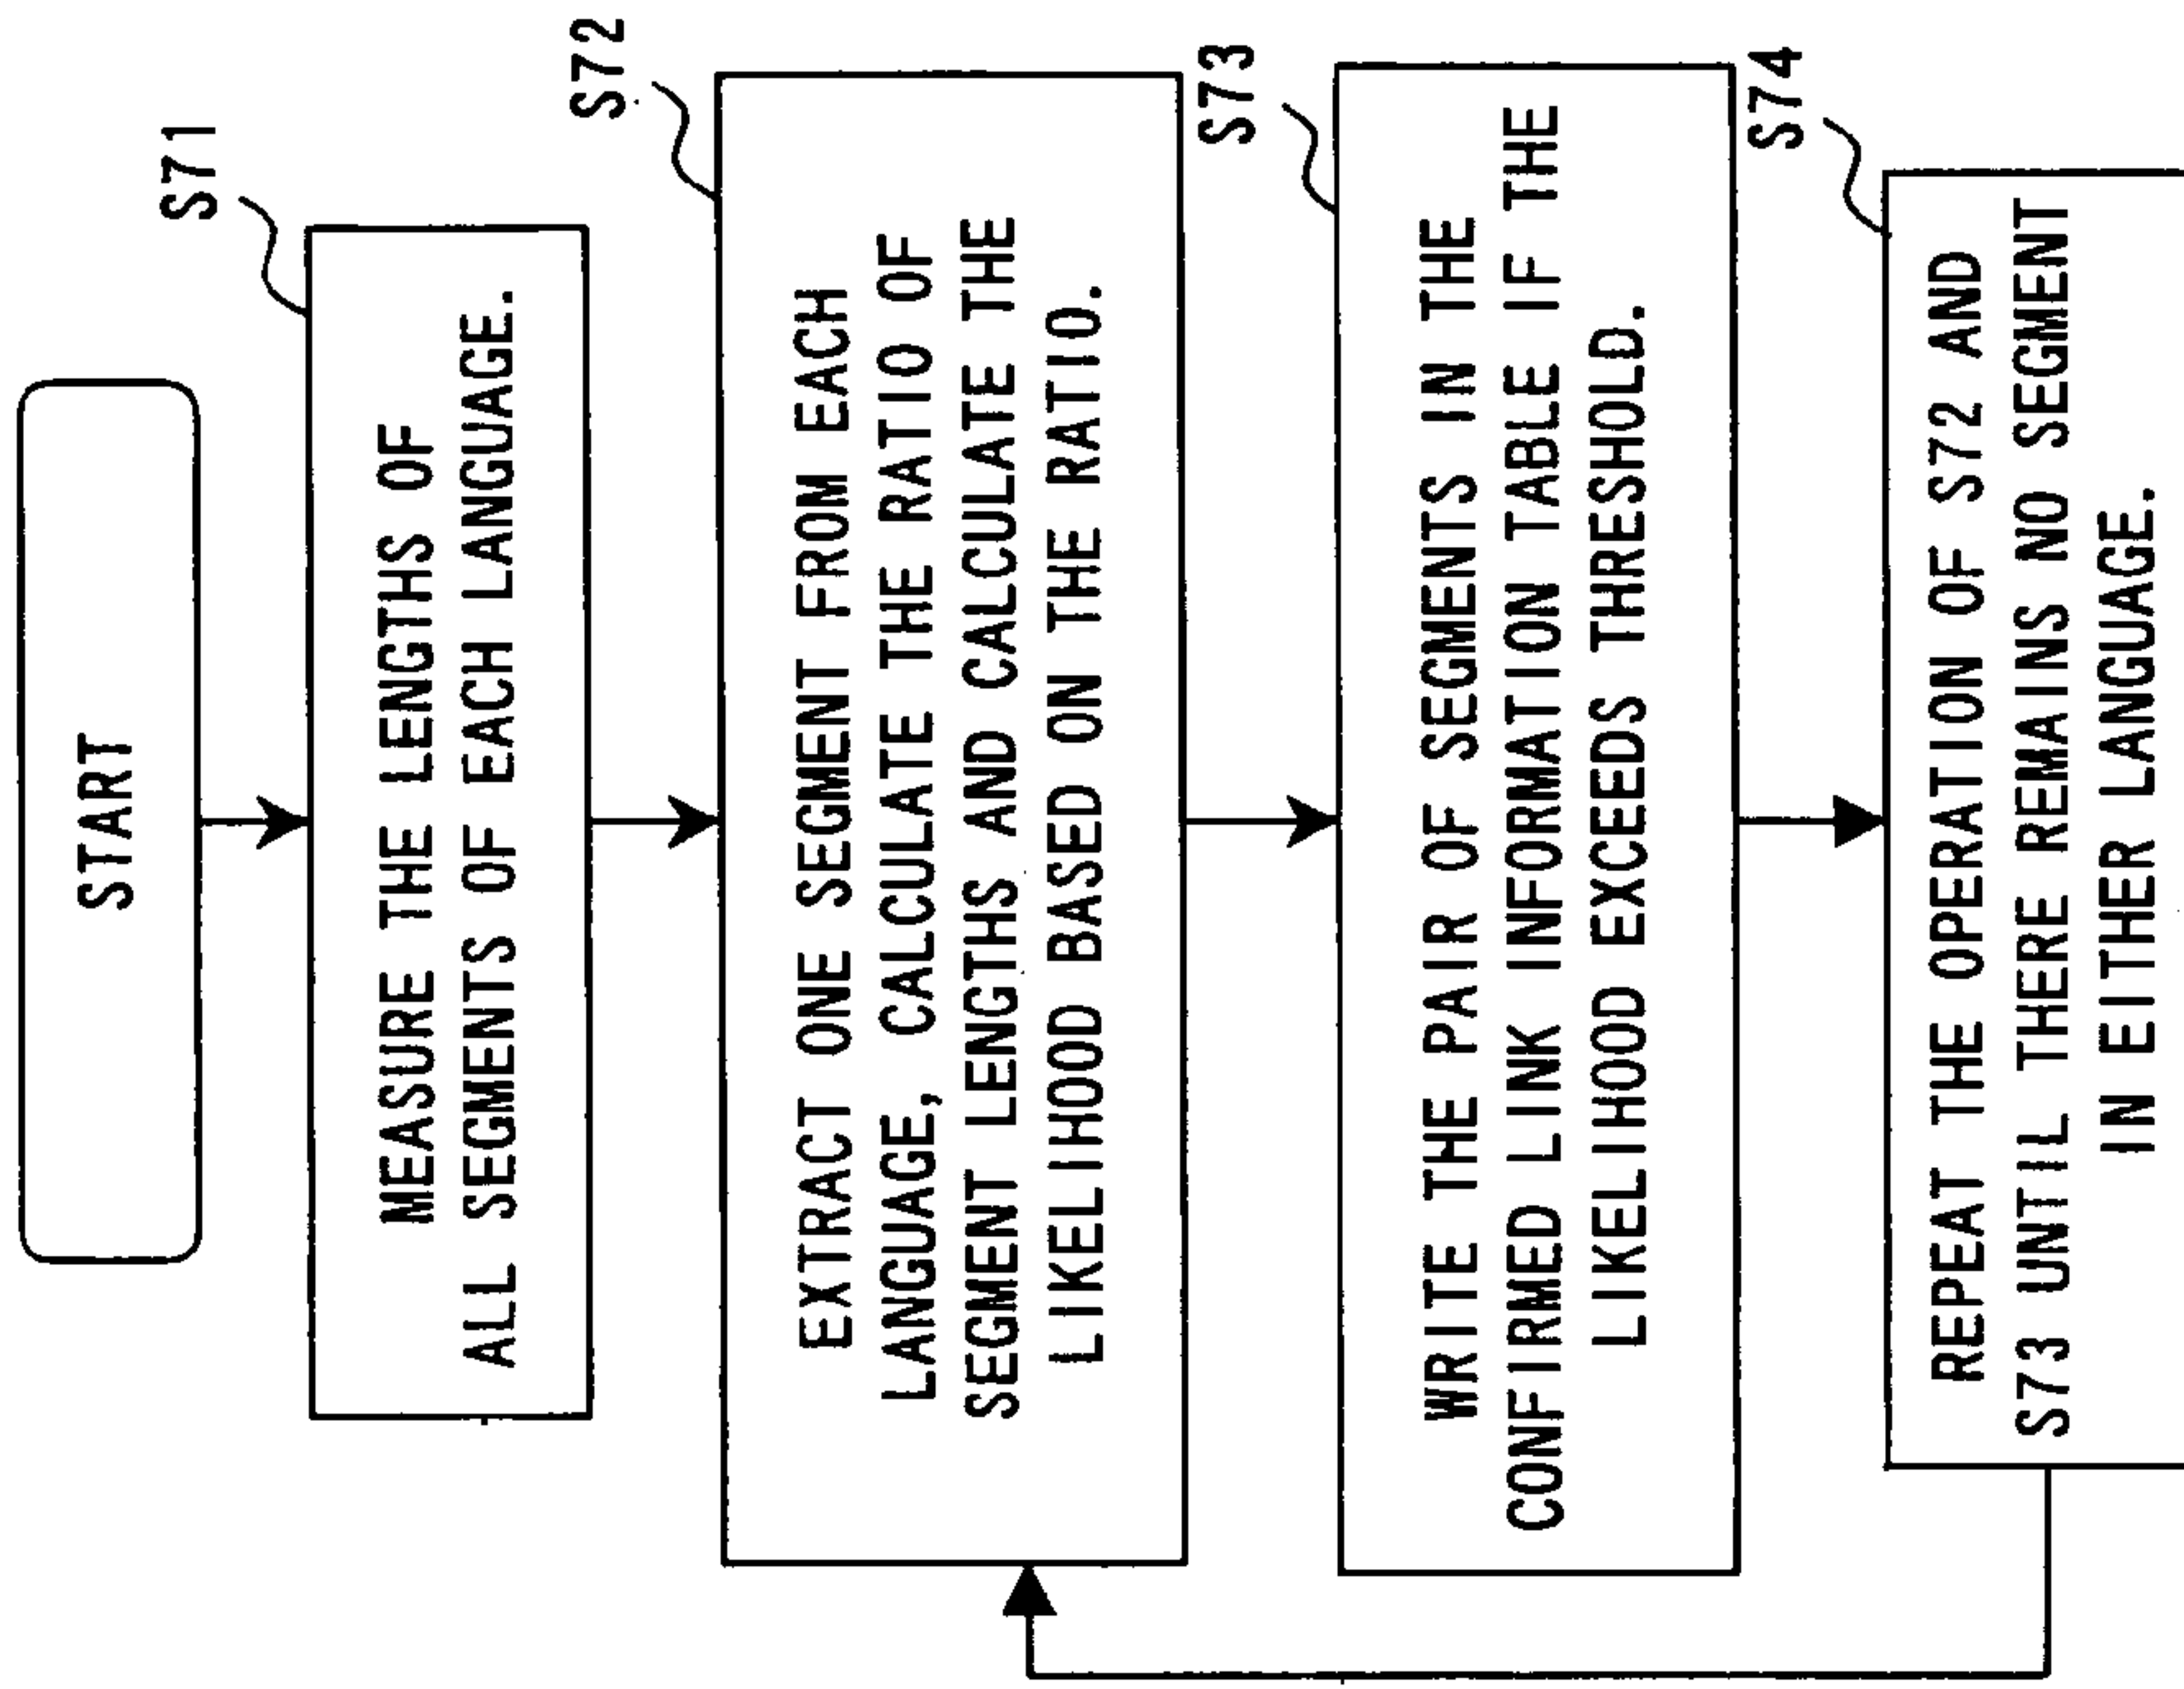 START
S71
MEASURE THE LENGTHS OF
ALL SEGMENTS OF EACH LANGUAGE.
S72
EXTRACT ONE SEGMENT FROM EACH
LANGUAGE, CALCULATE THE RATIO OF
SEGMENT LENGTHS AND CALCULATE THE
LIKELIHOOD BASED ON THE RATIO.
S73
WRITE THE PAIR OF SEGMENTS IN THE
CONFIRMED LINK INFORMATION TABLE IF THE
LIKELIHOOD EXCEEDS THRESHOLD.
S74
REPEAT THE OPERATION OF S72 AND
S73 UNTIL THERE REMAINS NO SEGMENT
IN EITHER LANGUAGE.